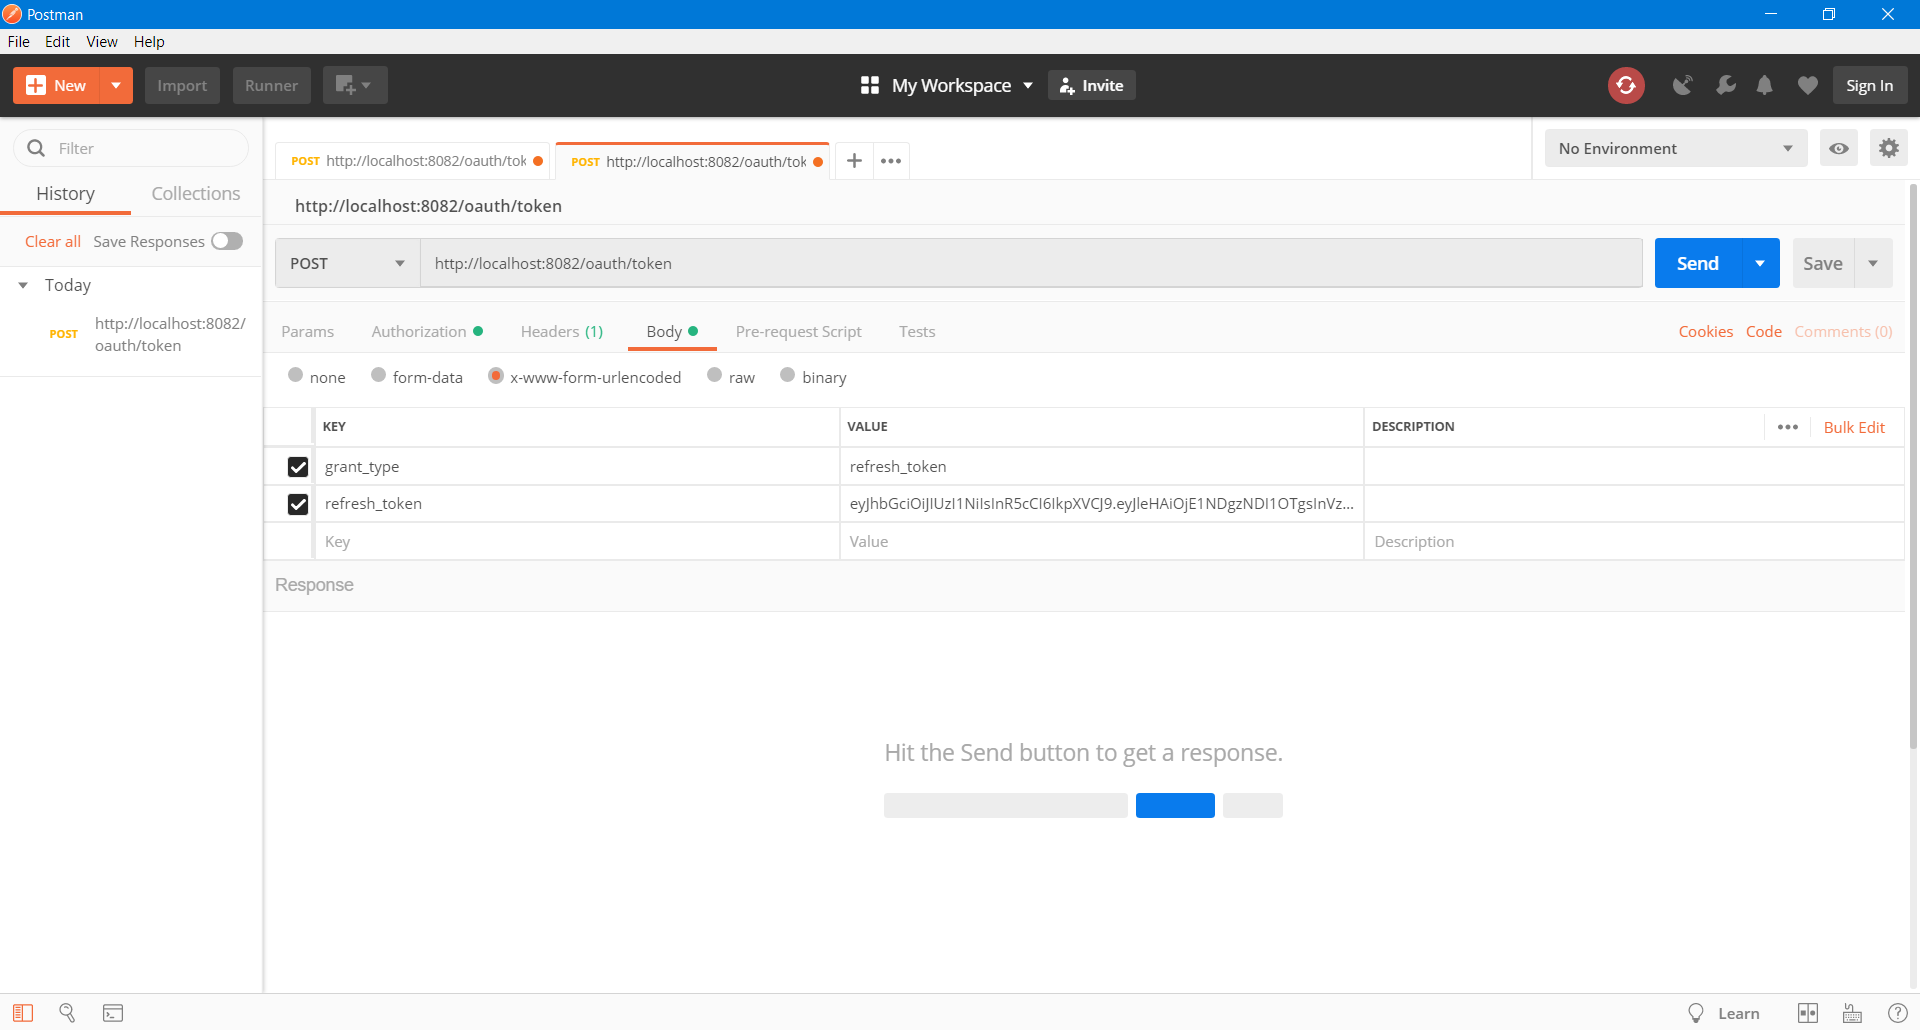 Postman
File Edit View Help
New Import Runner My Workspace Invite Sign In
Filter
History Collections
Clear all Save Responses
Today
POST http://localhost:8082/
oauth/token
POST http://localhost:8082/oauth/tok POST http://localhost:8082/oauth/tok
No Environment
http://localhost:8082/oauth/token
POST http://localhost:8082/oauth/token Send Save
Params Authorization Headers (1) Body Pre-request Script Tests Cookies Code Comments (0)
none form-data x-www-form-urlencoded raw binary
KEY VALUE DESCRIPTION Bulk Edit
grant_type refresh_token
refresh_token eyJhbGciOiJIUzI1NiIsInR5cCI6IkpXVCJ9.eyJleHAiOjE1NDgzNDI1OTgsInVz...
Key Value Description
Response
Hit the Send button to get a response.
Learn